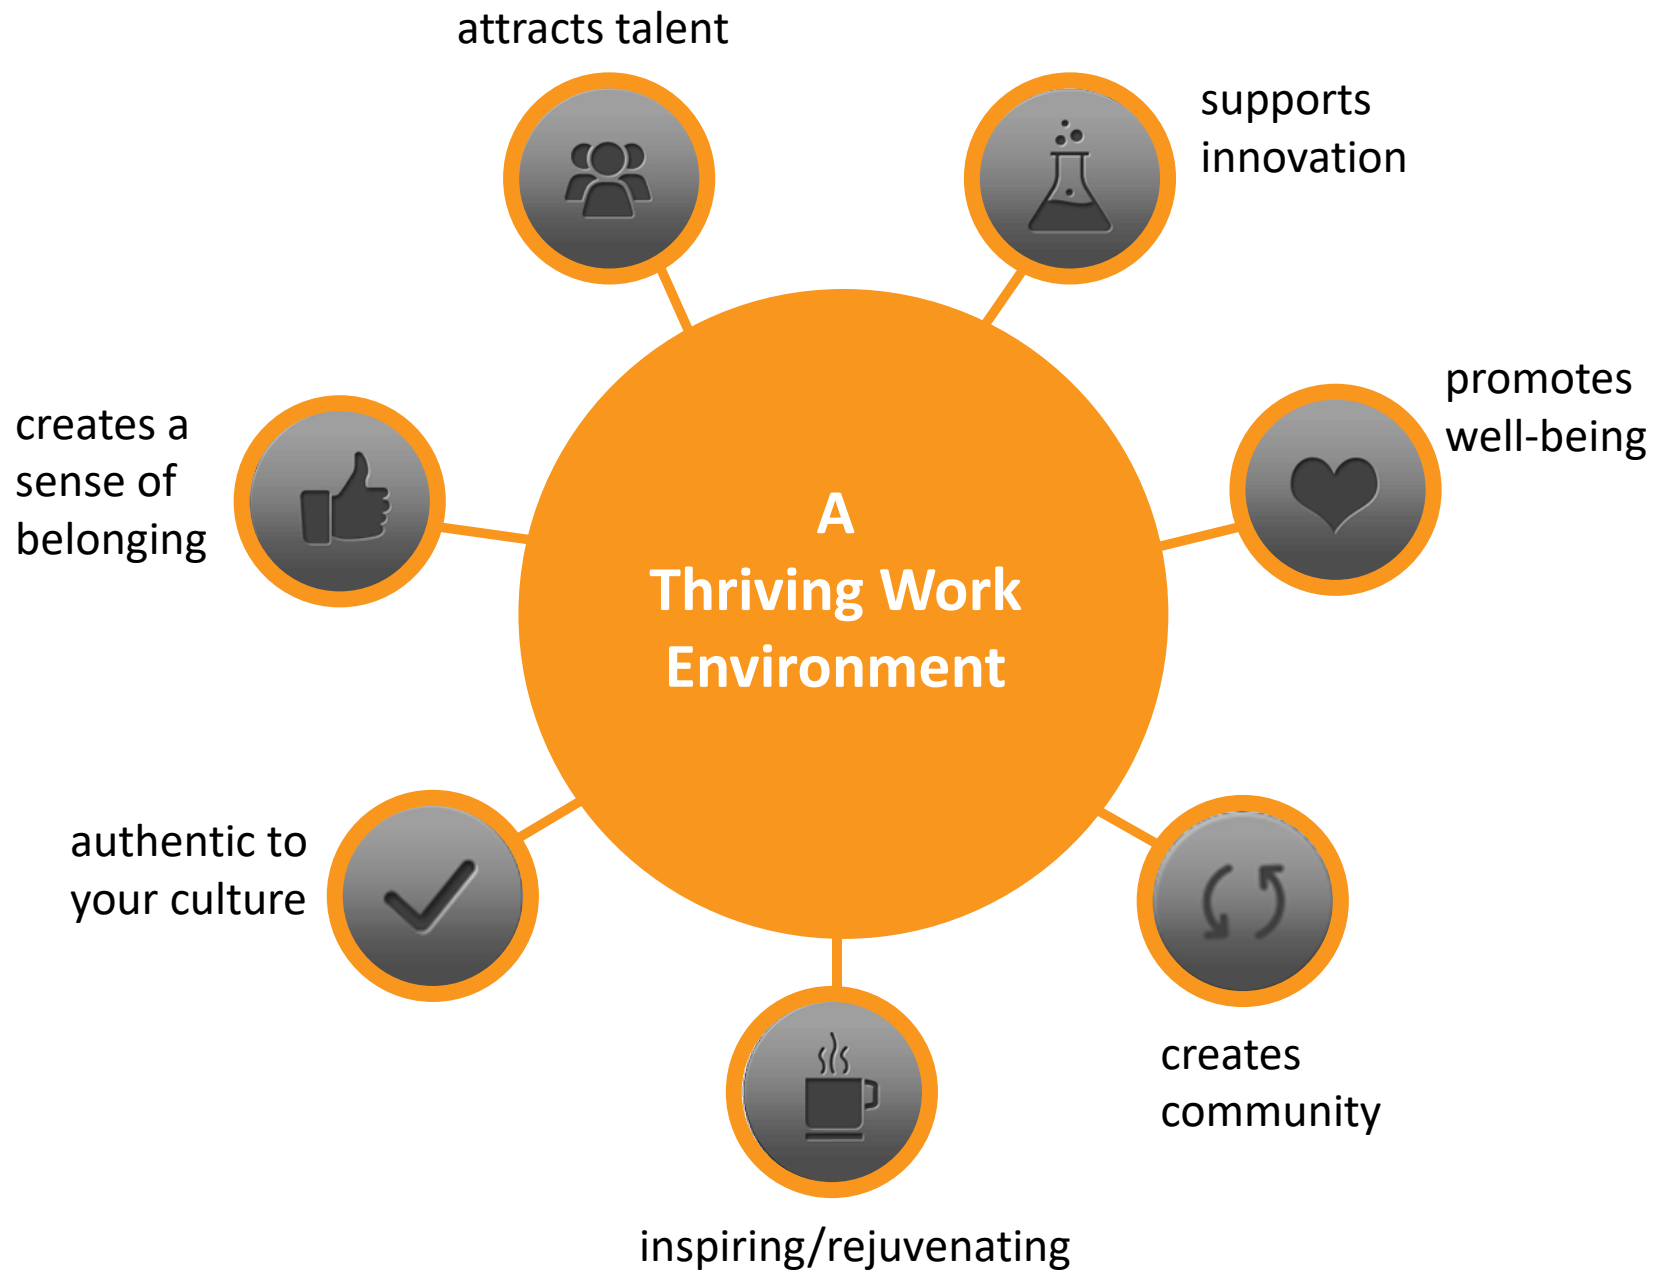 attracts talent
supports
innovation
promotes
well-being
creates a
sense of
belonging
A
Thriving Work
Environment
authentic to
your culture
creates
community
inspiring/rejuvenating